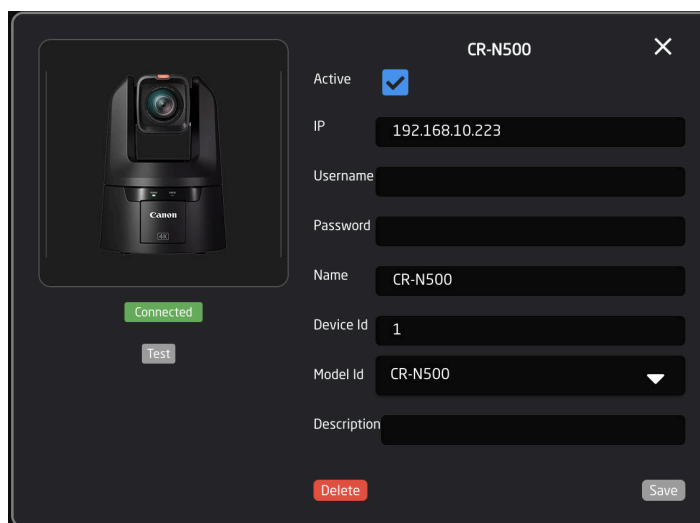 CR-N500
Active
IP 192.168.10.223
Username
Password
Name CR-N500
Device Id 1
Model Id CR-N500
Description
Canon
4K
Connected
Test
Delete Save